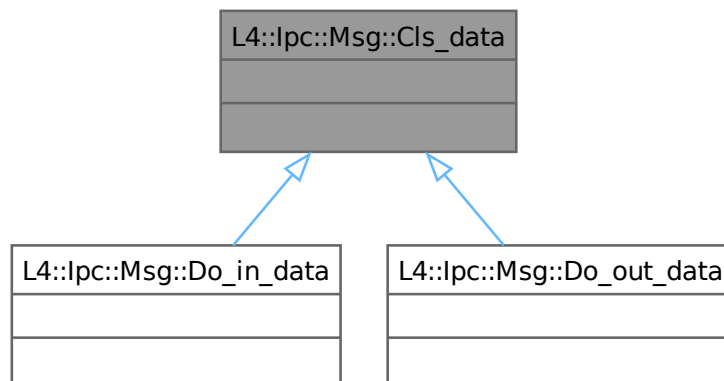 L4::Ipc::Msg::Cls_data
L4::Ipc::Msg::Do_in_data
L4::Ipc::Msg::Do_out_data